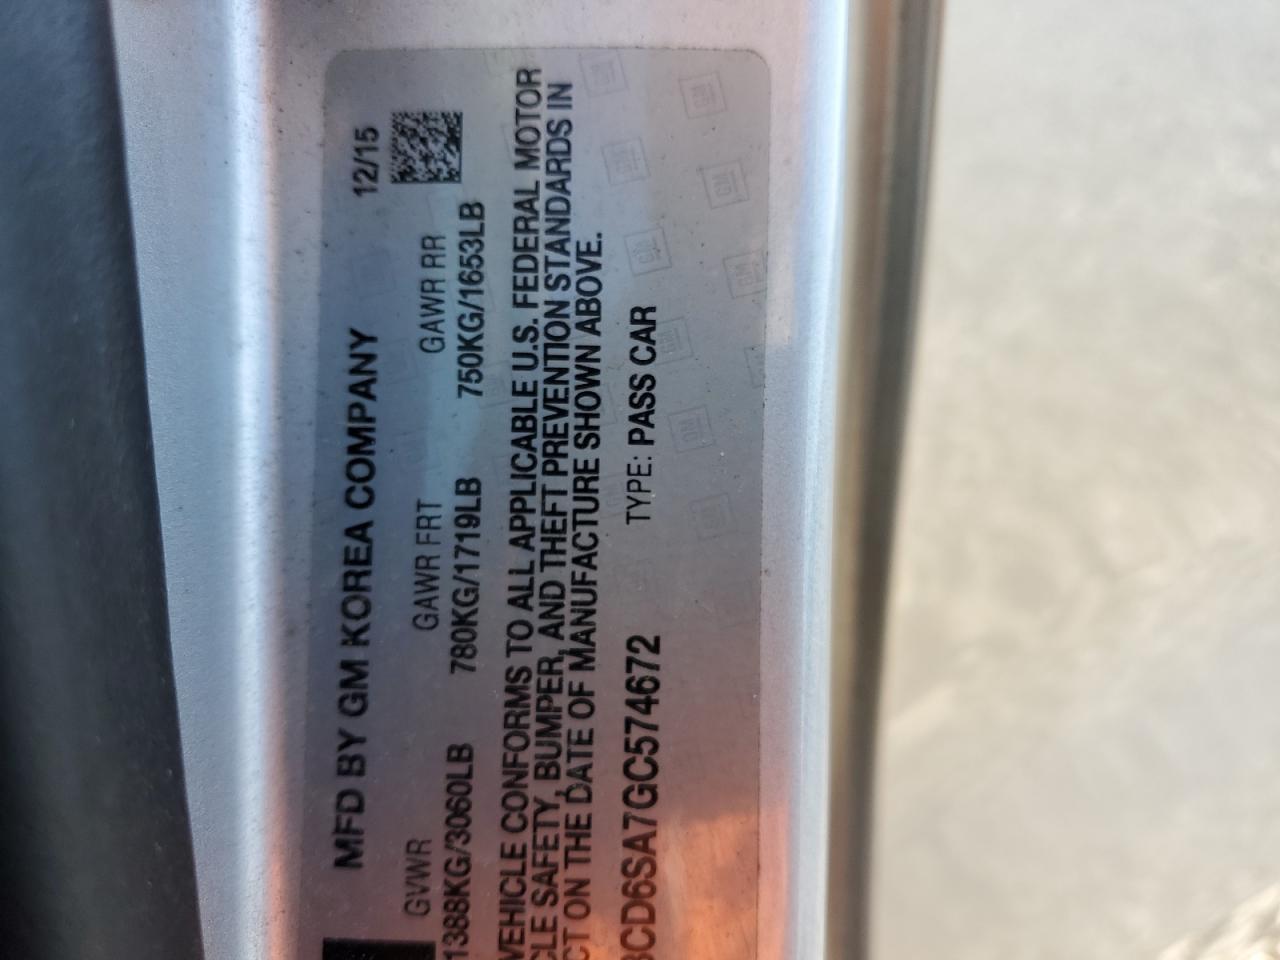 MFD BY GM KOREA COMPANY 12/15
GVWR GAWR FRT GAWR RR
1388KG/3060LB 780KG/1719LB 750KG/1653LB
VEHICLE CONFORMS TO ALL APPLICABLE U.S. FEDERAL MOTOR
CLE SAFETY, BUMPER, AND THEFT PREVENTION STANDARDS IN
CT ON THE DATE OF MANUFACTURE SHOWN ABOVE.
CD6SA7GC574672 TYPE: PASS CAR